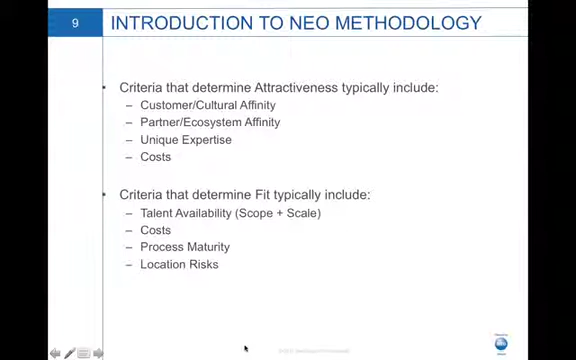 9
INTRODUCTION TO NEO METHODOLOGY
• Criteria that determine Attractiveness typically include:
– Customer/Cultural Affinity
– Partner/Ecosystem Affinity
– Unique Expertise
– Costs
• Criteria that determine Fit typically include:
– Talent Availability (Scope + Scale)
– Costs
– Process Maturity
– Location Risks